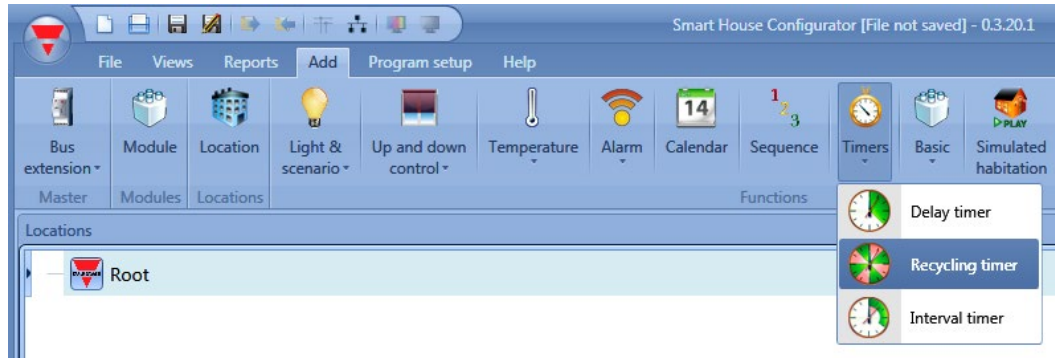 Smart House Configurator [File not saved] - 0.3.20.1
File Views Reports Add Program setup Help
14
1 2 3
PLAY
Bus extension
Module
Location
Light & scenario
Up and down control
Temperature
Alarm
Calendar
Sequence
Timers
Basic
Simulated habitation
Master Modules Locations Functions
Delay timer
Recycling timer
Interval timer
Locations
Root